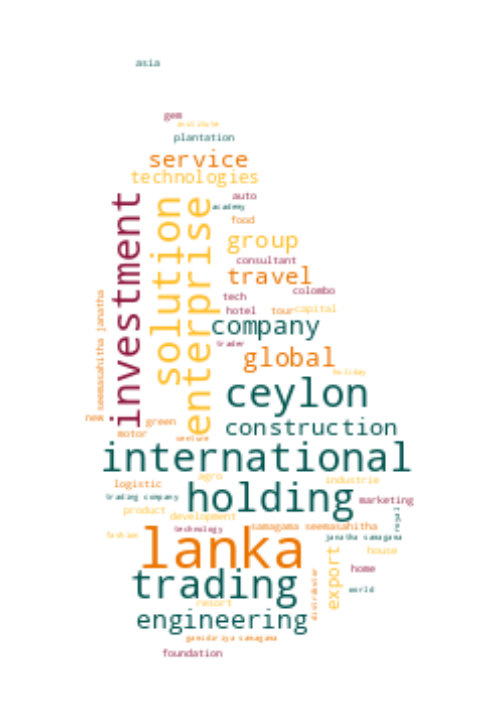 asia
gem
institute
plantation
service
technologies
auto
academy
investment
solution
enterprise
food
group
consultant
travel
colombo
tech
hotel
tour
capital
company
seemasahitha janatha
trader
global
holiday
ceylon
new
green
construction
motor
venture
international
agro
logistic
industrie
trading company
holding
marketing
product
development
royal
technology
samagama seemasahitha
fashion
lanka
janatha samagama
house
export
trading
home
distributor
world
resort
engineering
gamidiriya samagama
foundation